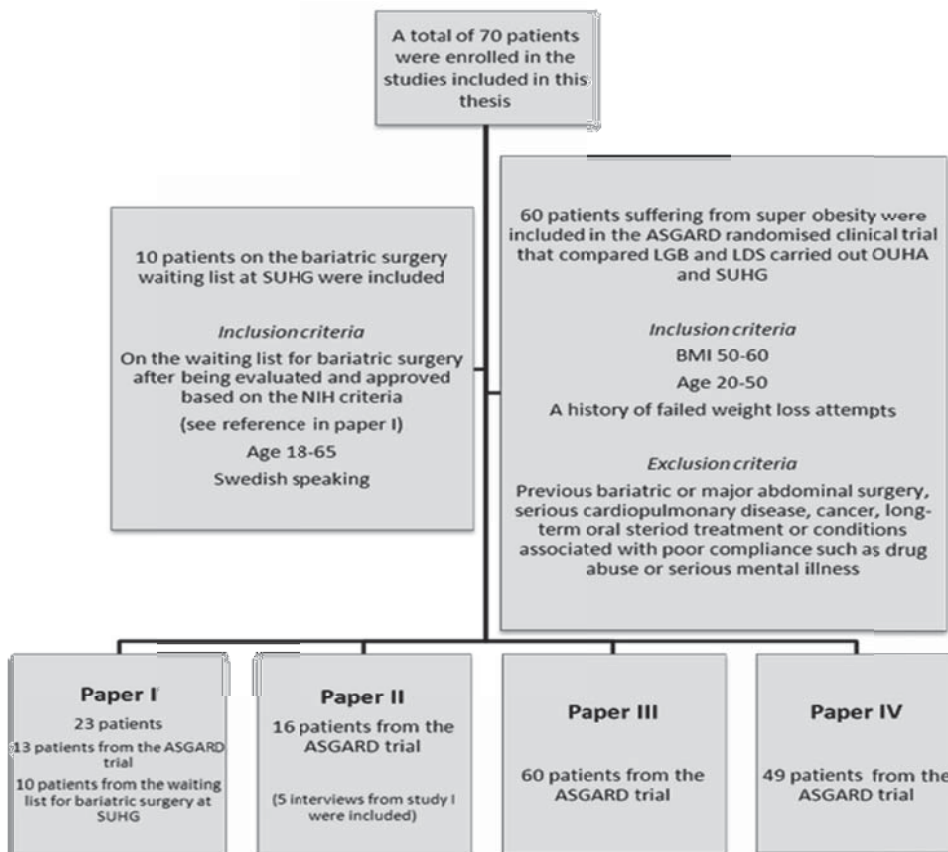 A total of 70 patients
were enrolled in the
studies included in this
thesis
10 patients on the bariatric surgery
waiting list at SUHG were included
Inclusion criteria
On the waiting list for bariatric surgery
after being evaluated and approved
based on the NIH criteria
(see reference in paper I)
Age 18-65
Swedish speaking
60 patients suffering from super obesity were
included in the ASGARD randomised clinical trial
that compared LGB and LDS carried out OUHA
and SUHG
Inclusion criteria
BMI 50-60
Age 20-50
A history of failed weight loss attempts
Exclusion criteria
Previous bariatric or major abdominal surgery,
serious cardiopulmonary disease, cancer, long-
term oral steriod treatment or conditions
associated with poor compliance such as drug
abuse or serious mental illness
Paper I
23 patients
13 patients from the ASGARD
trial
10 patients from the waiting
list for bariatric surgery at
SUHG
Paper II
16 patients from the
ASGARD trial
(5 interviews from study I
were included)
Paper III
60 patients from the
ASGARD trial
Paper IV
49 patients from the
ASGARD trial